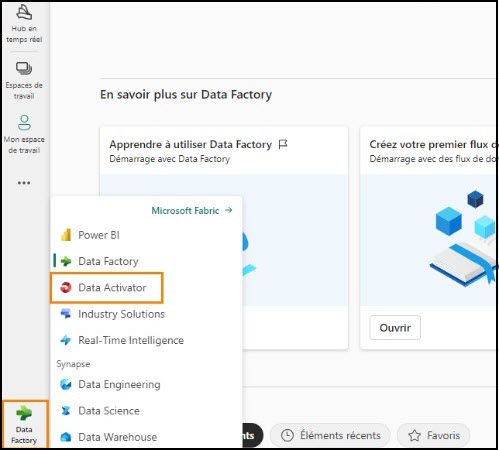 Hub en
temps réel
Espaces de
travail
Mon espace
de travail
En savoir plus sur Data Factory
Apprendre à utiliser Data Factory
Démarrage avec Data Factory
Créez votre premier flux d
Démarrage avec des flux de do
Ouvrir
Microsoft Fabric →
Power BI
Data Factory
Data Activator
Industry Solutions
Real-Time Intelligence
Synapse
Data Engineering
Data Science
Data Warehouse
Data
Factory
Éléments récents
Favoris